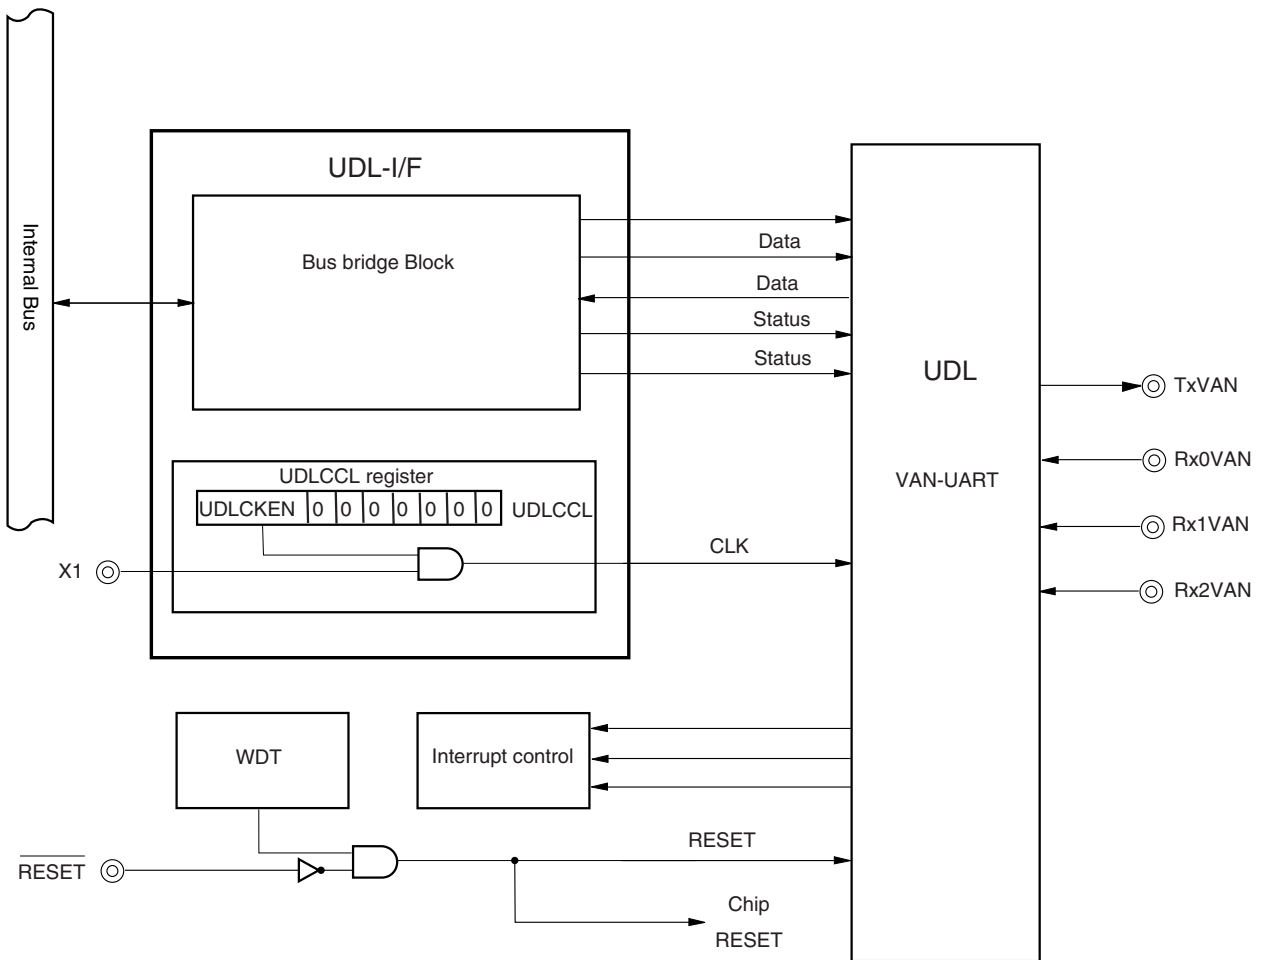 Internal Bus
UDL-I/F
Bus bridge Block
Data
Data
Status
Status
UDL
VAN-UART
TxVAN
Rx0VAN
Rx1VAN
Rx2VAN
UDLCCL register
UDLCKEN 0 0 0 0 0 0 0 UDLCCL
X1
CLK
WDT
Interrupt control
RESET
RESET
Chip
RESET